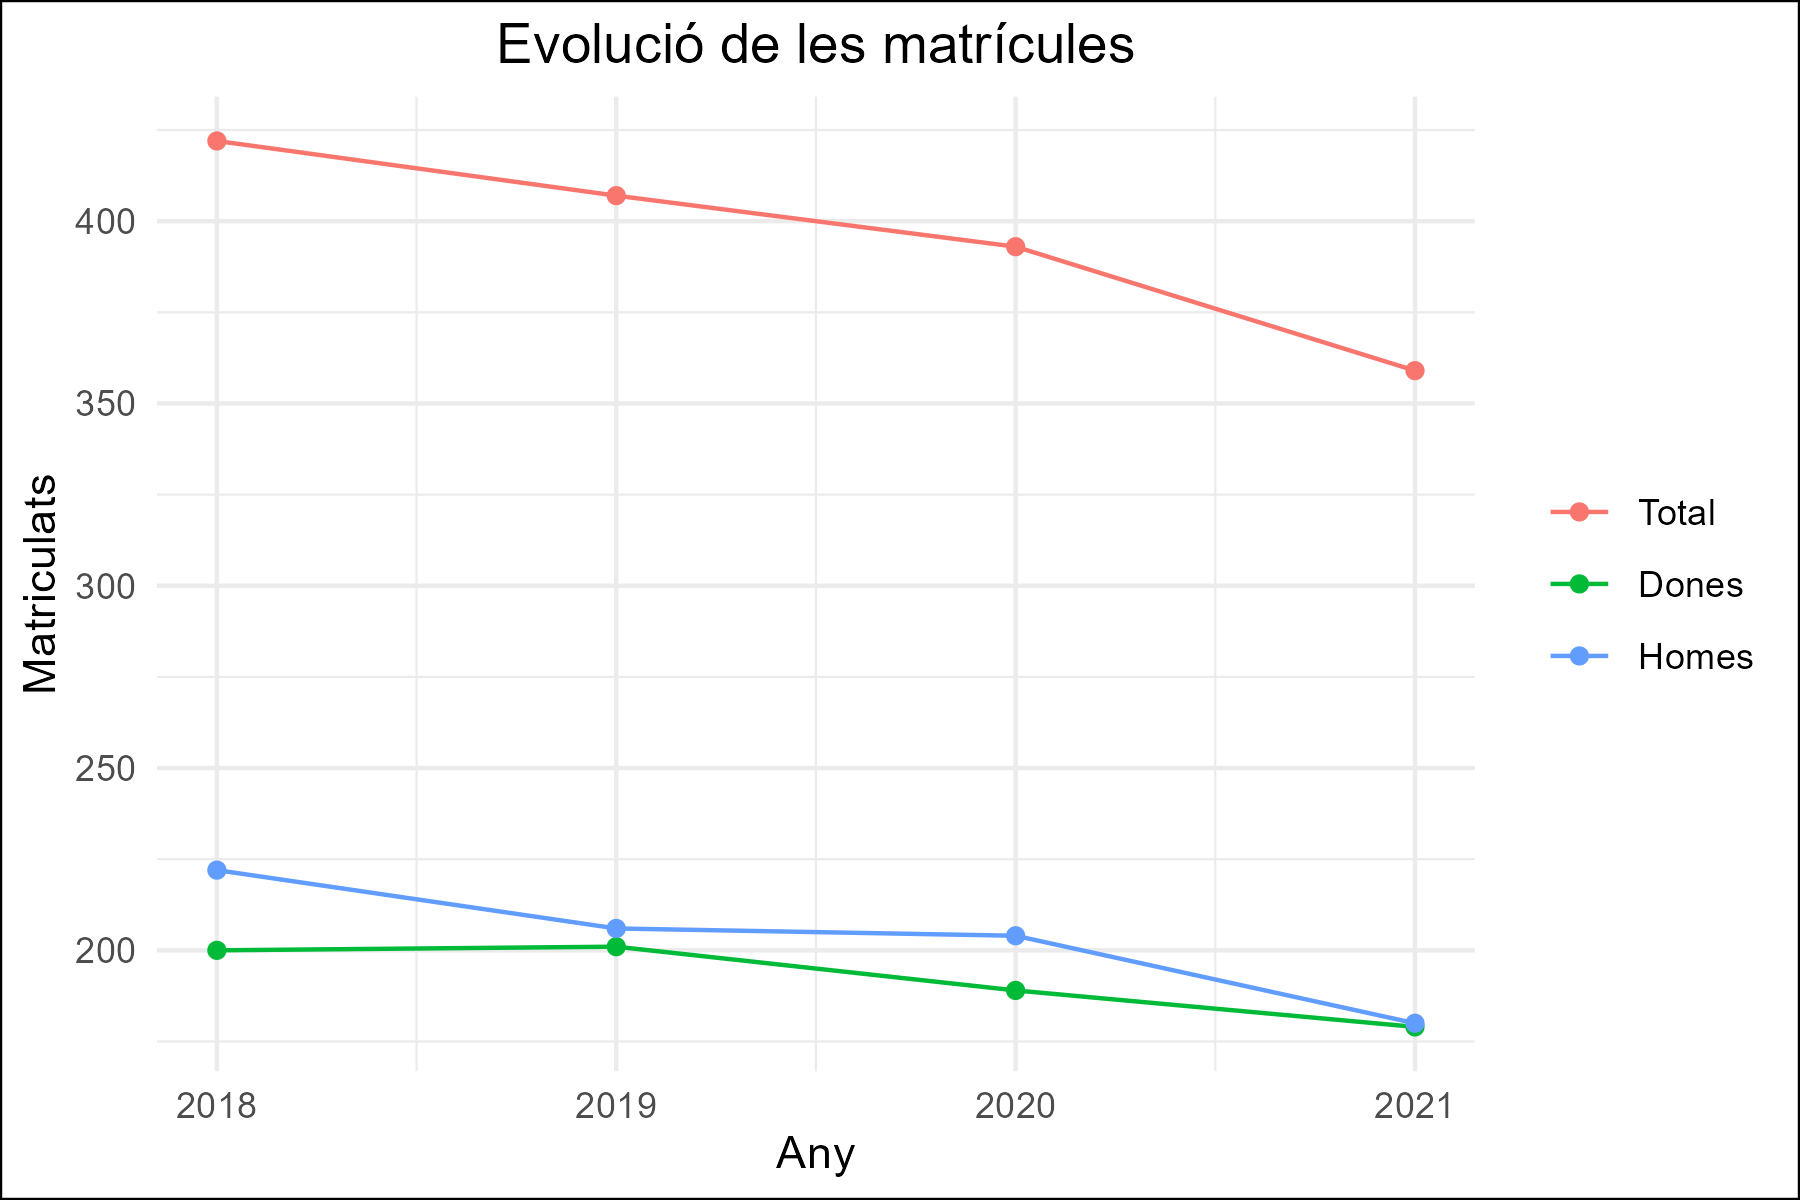 Evolució de les matrícules
Matriculats
400
350
300
250
200
2018 2019 2020 2021
Any
Total
Dones
Homes